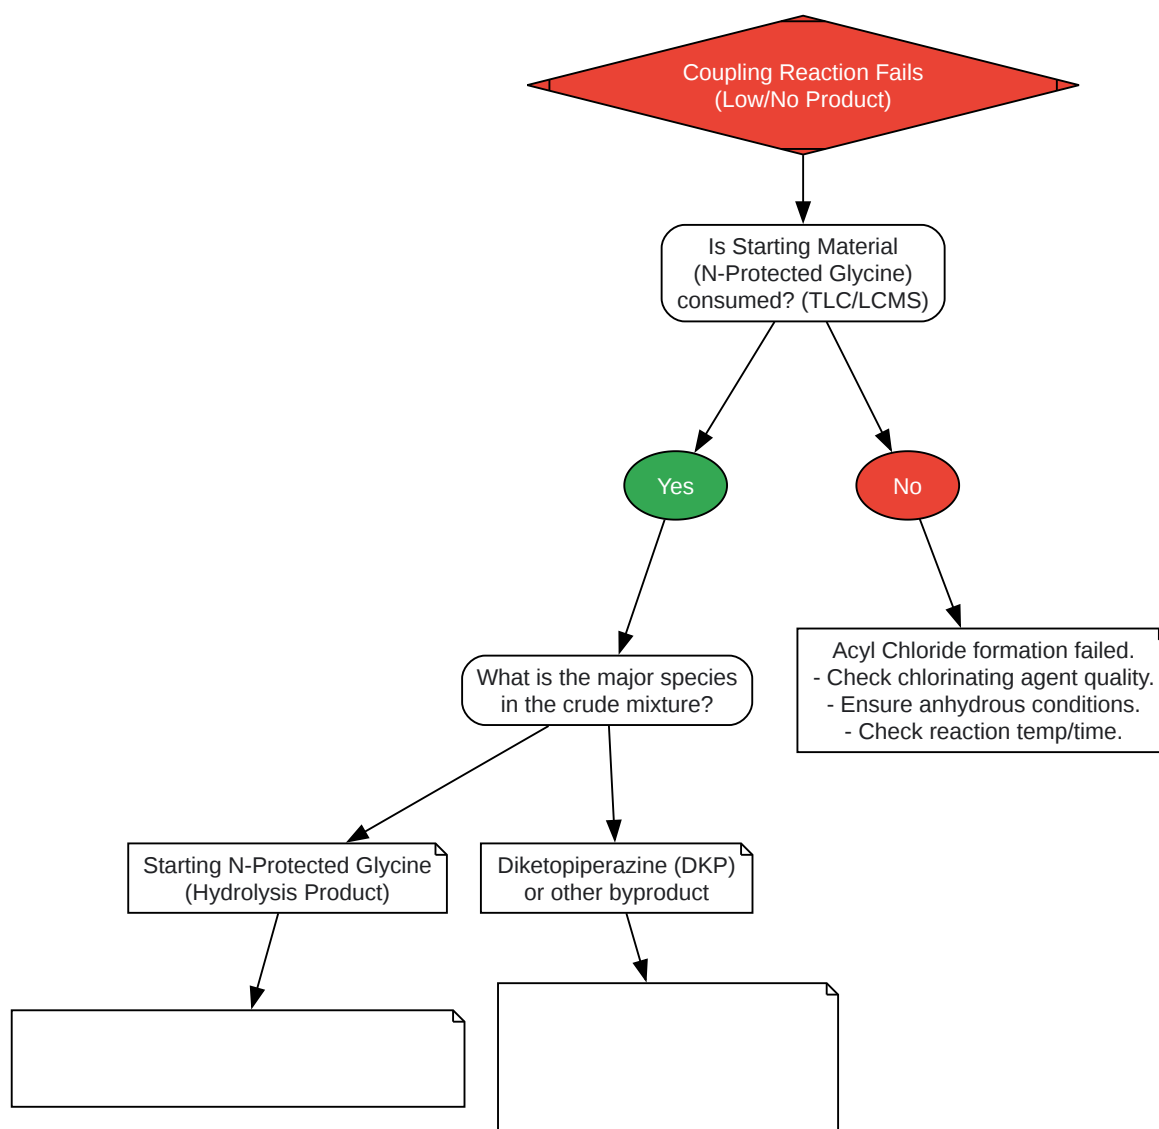 Coupling Reaction Fails
(Low/No Product)
Is Starting Material
(N-Protected Glycine)
consumed? (TLC/LCMS)
Yes
No
Acyl Chloride formation failed.
- Check chlorinating agent quality.
- Ensure anhydrous conditions.
- Check reaction temp/time.
What is the major species
in the crude mixture?
Starting N-Protected Glycine
(Hydrolysis Product)
Diketopiperazine (DKP)
or other byproduct